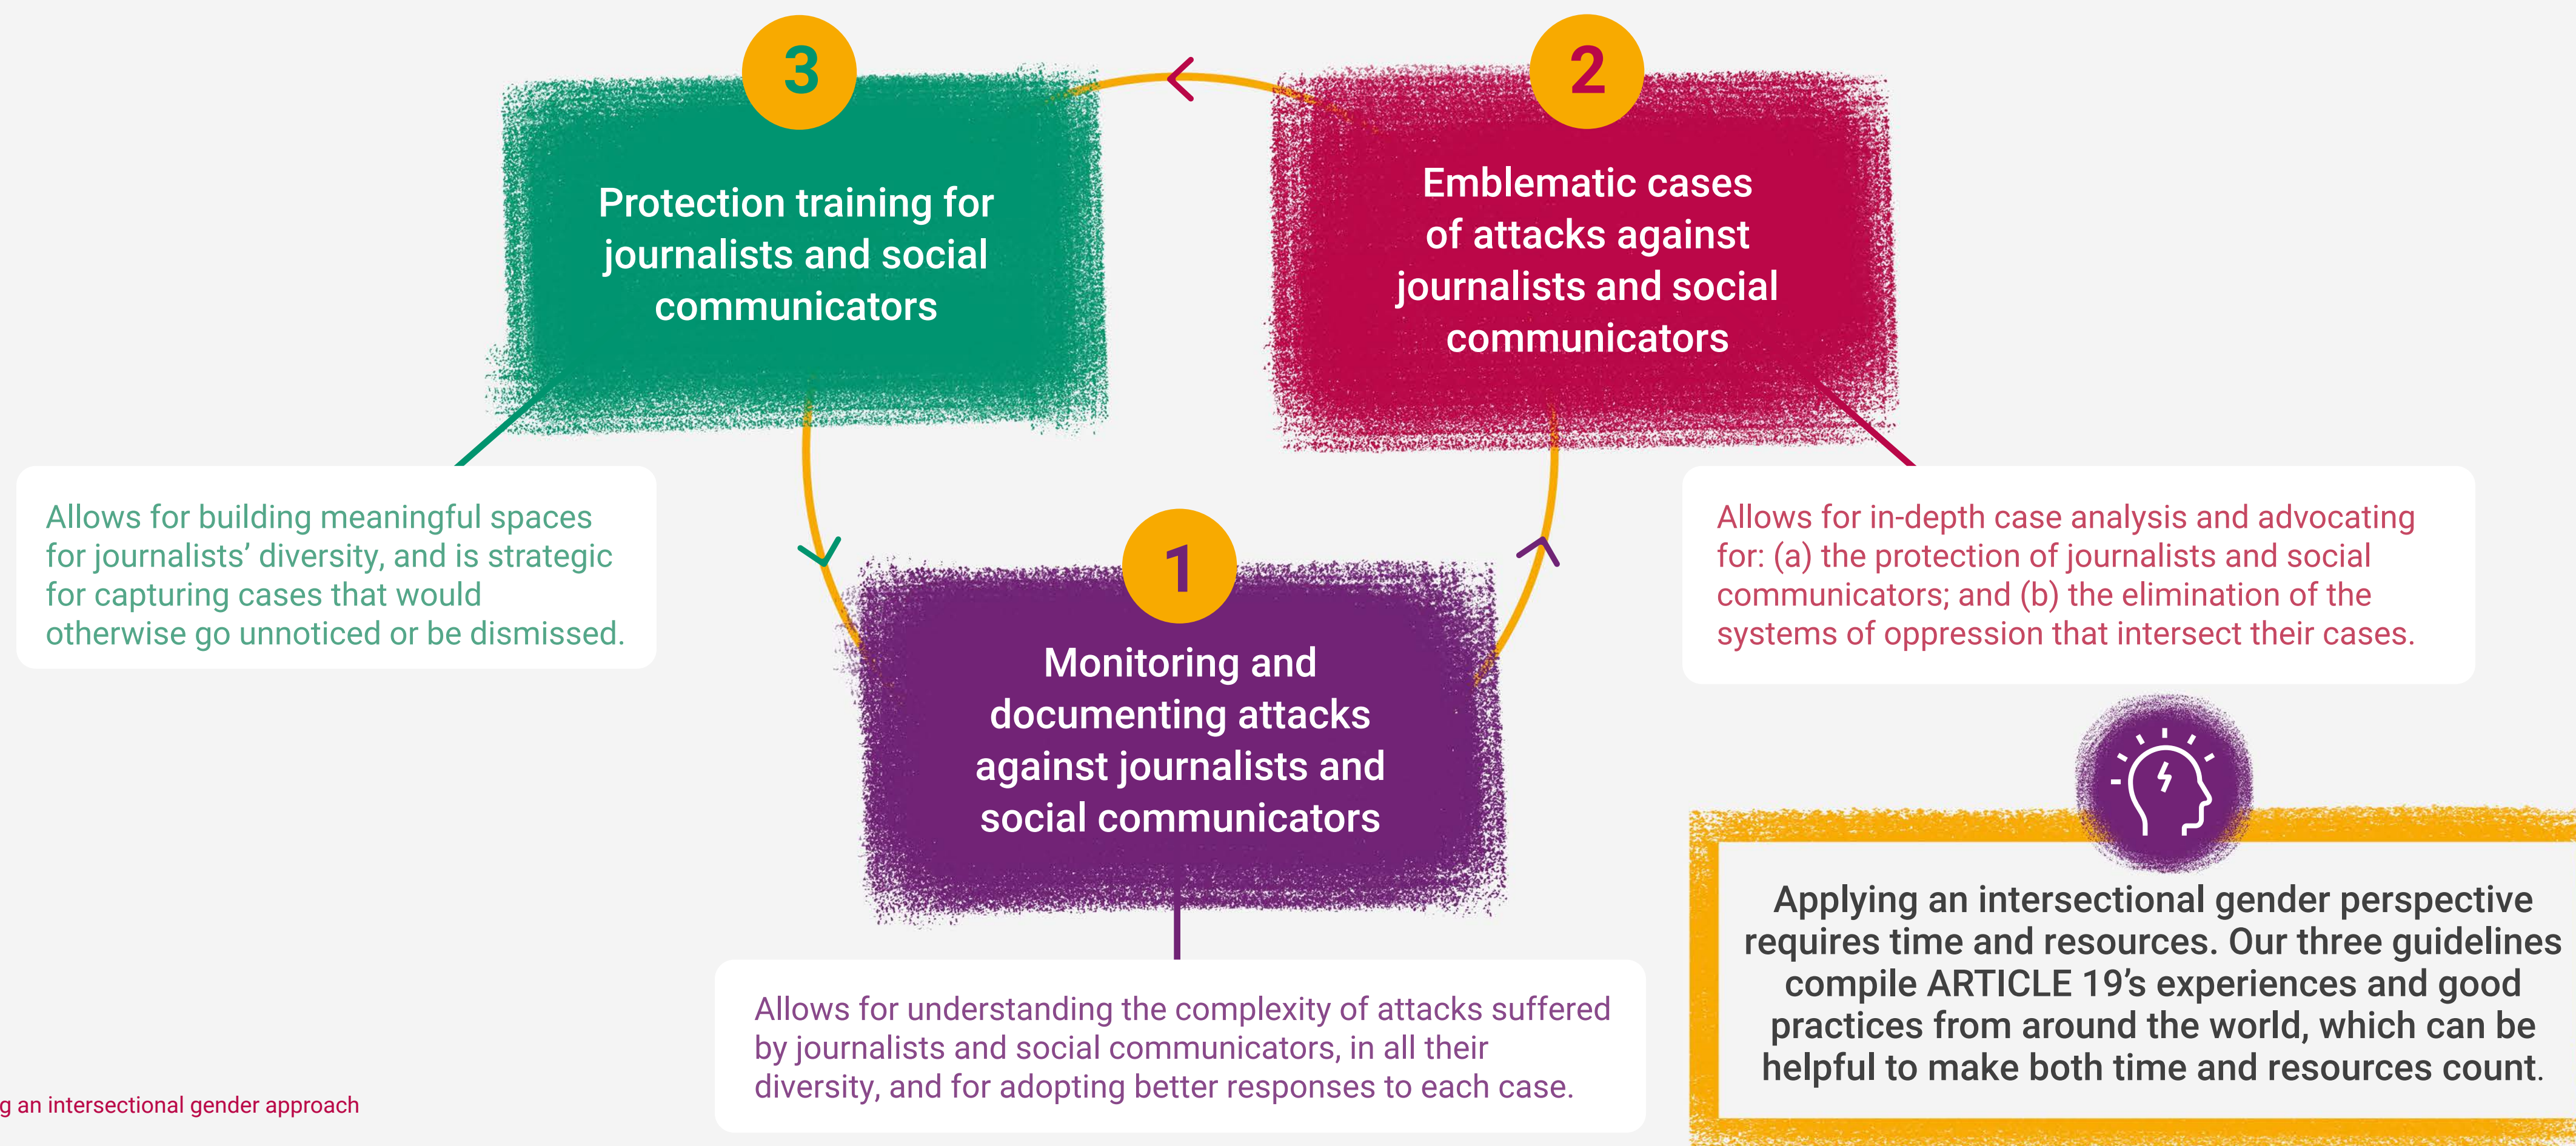 3
Protection training for
journalists and social
communicators
2
Emblematic cases
of attacks against
journalists and social
communicators
Allows for building meaningful spaces
for journalists’ diversity, and is strategic
for capturing cases that would
otherwise go unnoticed or be dismissed.
Allows for in-depth case analysis and advocating
for: (a) the protection of journalists and social
communicators; and (b) the elimination of the
systems of oppression that intersect their cases.
1
Monitoring and
documenting attacks
against journalists and
social communicators
Allows for understanding the complexity of attacks suffered
by journalists and social communicators, in all their
diversity, and for adopting better responses to each case.
Applying an intersectional gender perspective
requires time and resources. Our three guidelines
compile ARTICLE 19’s experiences and good
practices from around the world, which can be
helpful to make both time and resources count.
g an intersectional gender approach